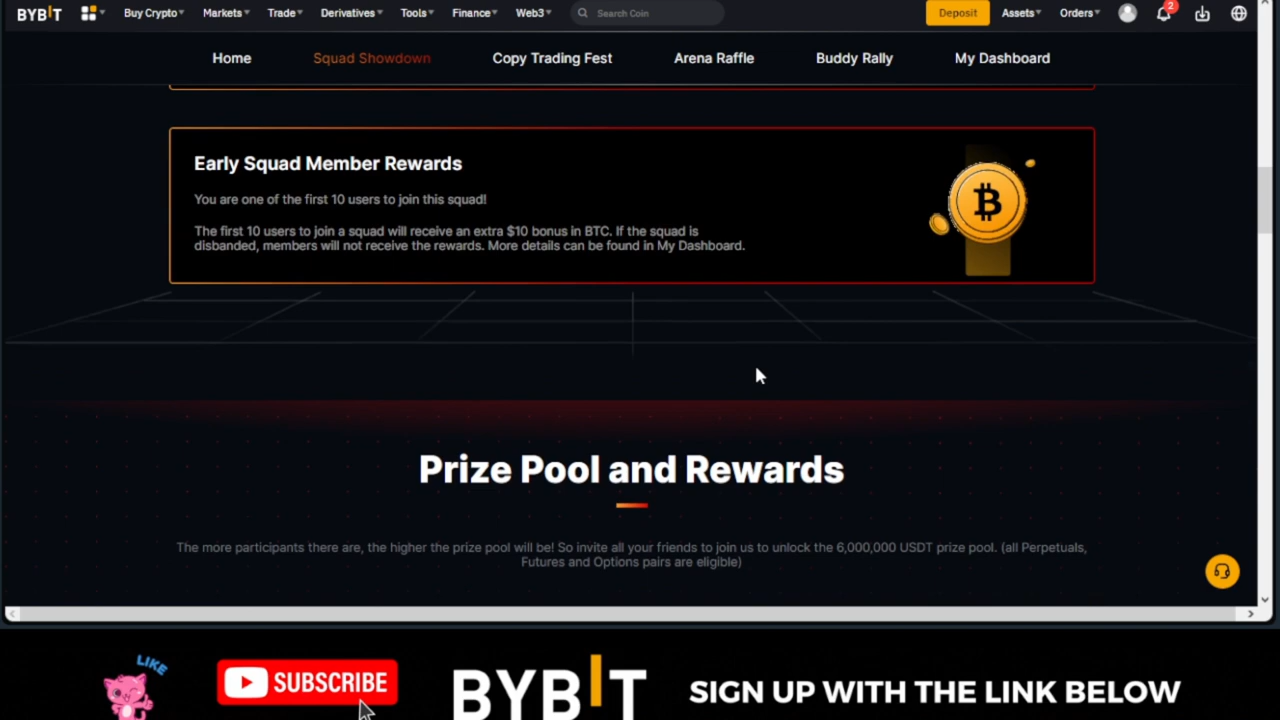 BYBIT Buy Crypto Markets Trade Derivatives Tools Finance Web3 Search Coin Deposit Assets Orders 2
Home Squad Showdown Copy Trading Fest Arena Raffle Buddy Rally My Dashboard
Early Squad Member Rewards
You are one of the first 10 users to join this squad!
The first 10 users to join a squad will receive an extra $10 bonus in BTC. If the squad is
disbanded, members will not receive the rewards. More details can be found in My Dashboard.
Prize Pool and Rewards
The more participants there are, the higher the prize pool will be! So invite all your friends to join us to unlock the 6,000,000 USDT prize pool. (all Perpetuals,
Futures and Options pairs are eligible)
LIKE
SUBSCRIBE
BYBIT
SIGN UP WITH THE LINK BELOW